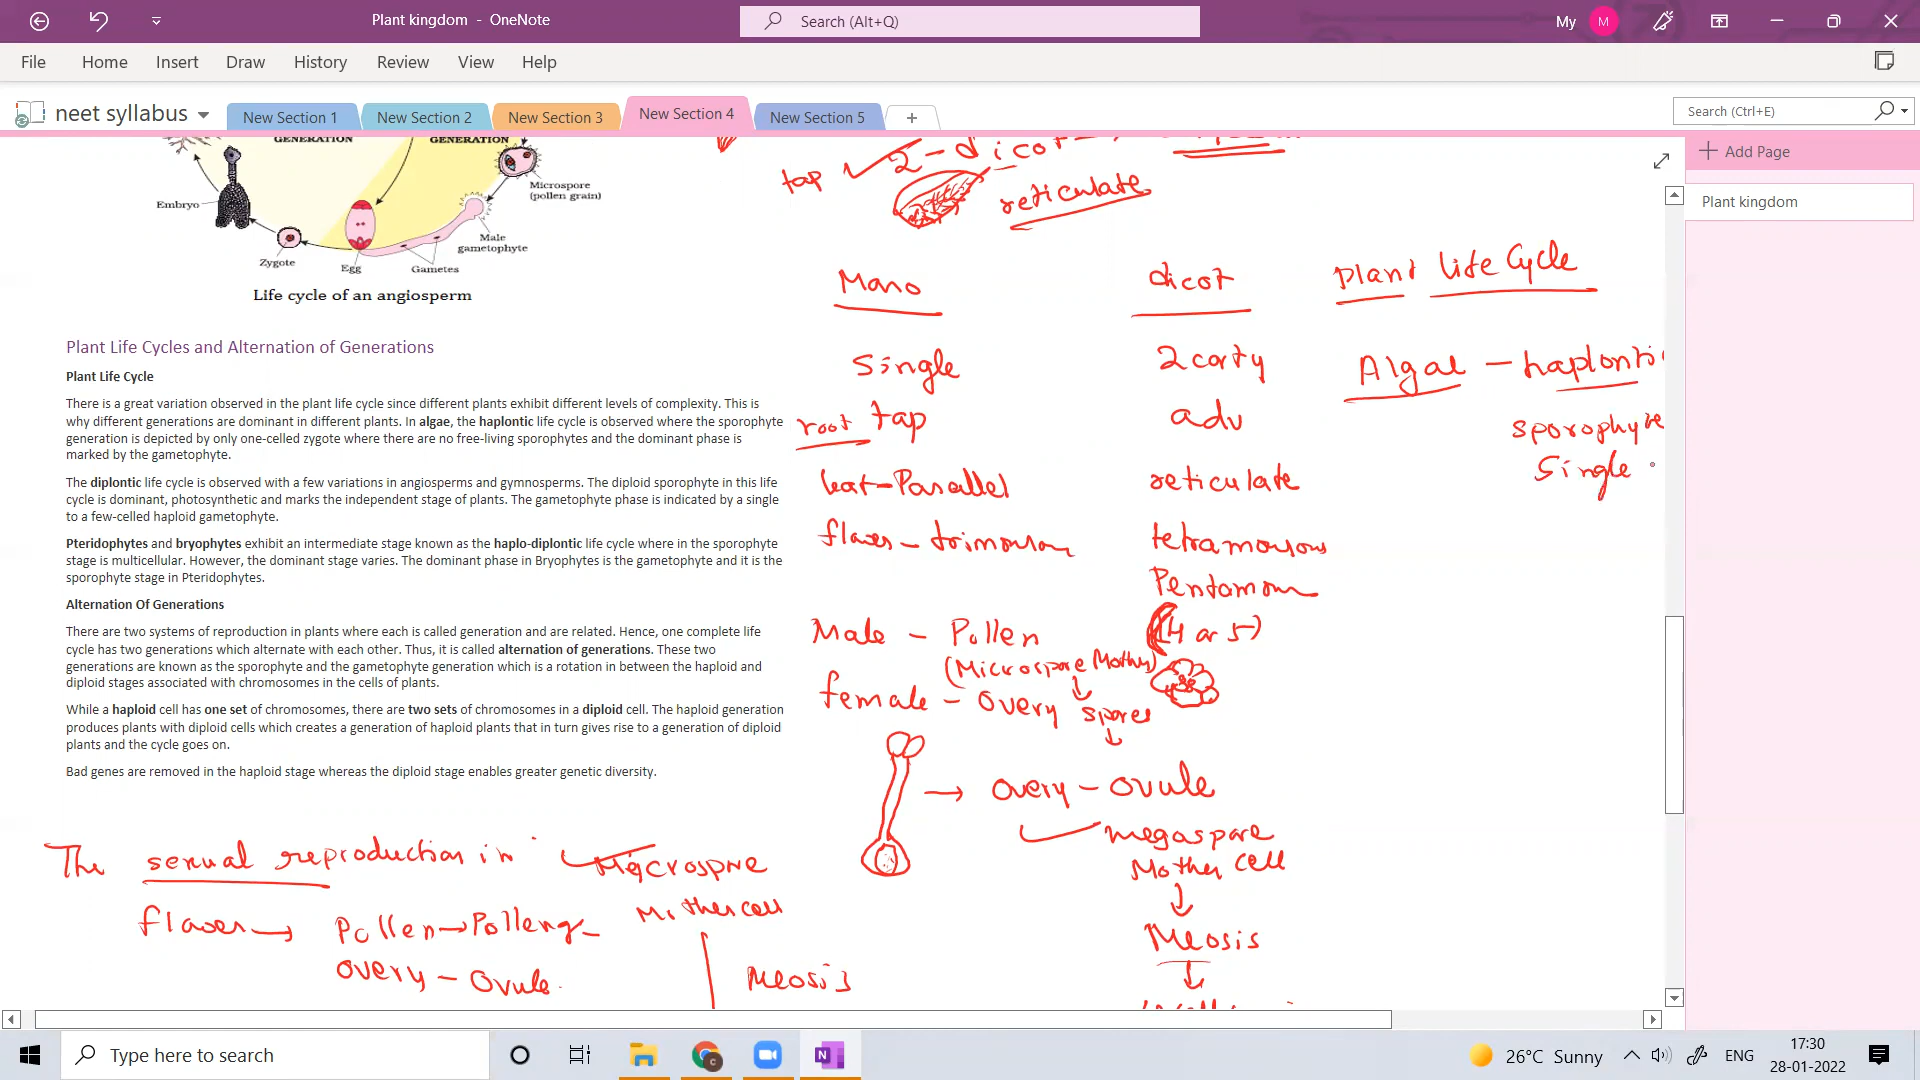 Plant kingdom - OneNote
Search (Alt+Q)
My M
File Home Insert Draw History Review View Help
neet syllabus
New Section 1 New Section 2 New Section 3 New Section 4 New Section 5 +
Search (Ctrl+E)
Add Page
Plant kingdom
GENERATION GENERATION
Microspore
(pollen grain)
Embryo
Male
gametophyte
Zygote
Egg
Gametes
Life cycle of an angiosperm
Plant Life Cycles and Alternation of Generations
Plant Life Cycle
There is a great variation observed in the plant life cycle since different plants exhibit different levels of complexity. This is
why different generations are dominant in different plants. In algae, the haplontic life cycle is observed where the sporophyte
generation is depicted by only one-celled zygote where there are no free-living sporophytes and the dominant phase is
marked by the gametophyte.
The diplontic life cycle is observed with a few variations in angiosperms and gymnosperms. The diploid sporophyte in this life
cycle is dominant, photosynthetic and marks the independent stage of plants. The gametophyte phase is indicated by a single
to a few-celled haploid gametophyte.
Pteridophytes and bryophytes exhibit an intermediate stage known as the haplo-diplontic life cycle where in the sporophyte
stage is multicellular. However, the dominant stage varies. The dominant phase in Bryophytes is the gametophyte and it is the
sporophyte stage in Pteridophytes.
Alternation Of Generations
There are two systems of reproduction in plants where each is called generation and are related. Hence, one complete life
cycle has two generations which alternate with each other. Thus, it is called alternation of generations. These two
generations are known as the sporophyte and the gametophyte generation which is a rotation in between the haploid and
diploid stages associated with chromosomes in the cells of plants.
While a haploid cell has one set of chromosomes, there are two sets of chromosomes in a diploid cell. The haploid generation
produces plants with diploid cells which creates a generation of haploid plants that in turn gives rise to a generation of diploid
plants and the cycle goes on.
Bad genes are removed in the haploid stage whereas the diploid stage enables greater genetic diversity.
The sexual reproduction in
flower → Pollen → Polleng
Overy - Ovule
Macrospore
Mother cell
Meosis
tap 2-dicot
reticulate
Mono dicot
Single 2 coty
root tap adv
leaf-Parallel reticulate
flower - trimourou tetramourous
Pentamour
(4 or 5)
Male - Pollen
(Microspore Mother)
female - Overy spores
→ Overy - Ovule
megaspore
Mother cell
Meosis
Plant Life Cycle
Algae - haplonti
sporophyte
Single
Type here to search
26°C Sunny
ENG
17:30
28-01-2022